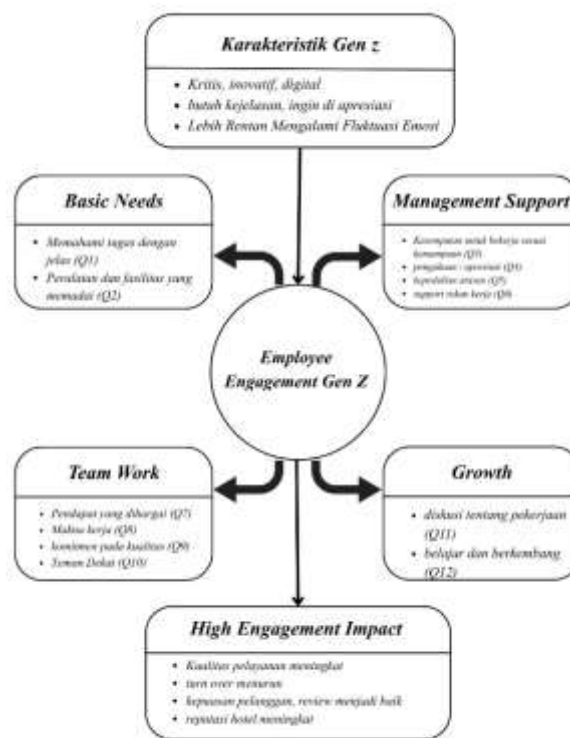 Karakteristik Gen z
• Kritis, inovatif, digital
• butuh kejelasan, ingin di apresiasi
• Lebih Rentan Mengalami Fluktuasi Emosi
Basic Needs
• Memahami tugas dengan
jelas (Q1)
• Peralatan dan fasilitas yang
memadai (Q2)
Management Support
• Kesempatan untuk bekerja sesuai
kemampuan (Q3)
• pengakuan / apresiasi (Q4)
• kepedulian atasan (Q5)
• support rekan kerja (Q6)
Employee
Engagement Gen Z
Team Work
• Pendapat yang dihargai (Q7)
• Makna kerja (Q8)
• komitmen pada kualitas (Q9)
• Teman Dekat (Q10)
Growth
• diskusi tentang pekerjaan
(Q11)
• belajar dan berkembang
(Q12)
High Engagement Impact
• Kualitas pelayanan meningkat
• turn over menurun
• kepuasan pelanggan, review menjadi baik
• reputasi hotel meningkat